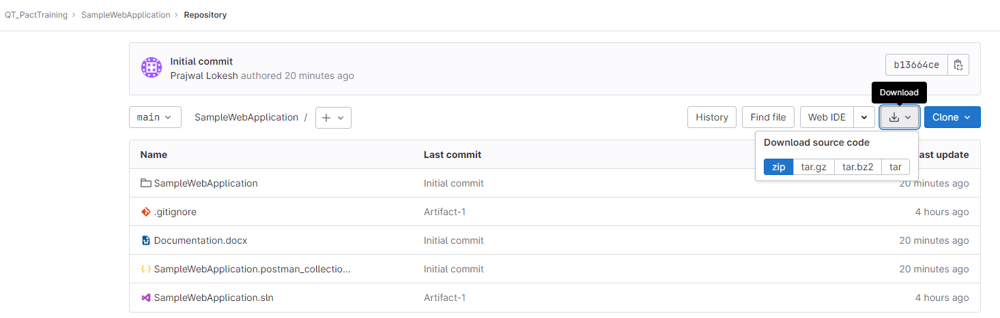 QT_PactTraining > SampleWebApplication > Repository
Initial commit
Prajwal Lokesh authored 20 minutes ago
b13664ce
Download
main
SampleWebApplication / +
History
Find file
Web IDE
Clone
Download source code
zip tar.gz tar.bz2 tar
Name Last commit ast update
SampleWebApplication Initial commit 20 minutes ago
.gitignore Artifact-1 4 hours ago
Documentation.docx Initial commit 20 minutes ago
SampleWebApplication.postman_collectio... Initial commit 20 minutes ago
SampleWebApplication.sln Artifact-1 4 hours ago